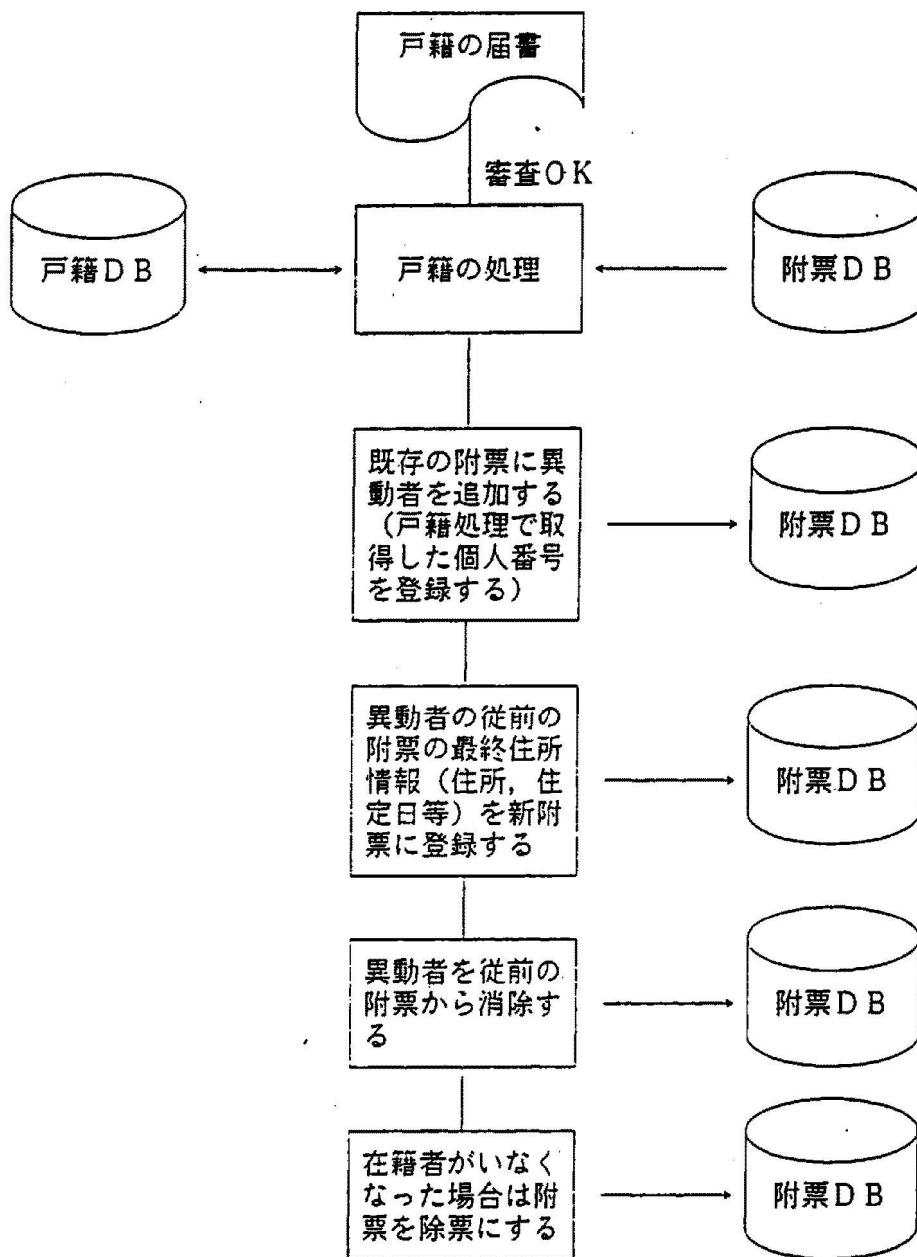 戸籍の届書
審査ＯＫ
戸籍ＤＢ
戸籍の処理
附票ＤＢ
既存の附票に異
動者を追加する
（戸籍処理で取
得した個人番号
を登録する）
附票ＤＢ
異動者の従前の
附票の最終住所
情報（住所，住
定日等）を新附
票に登録する
附票ＤＢ
異動者を従前の
附票から消除す
る
附票ＤＢ
在籍者がいなく
なった場合は附
票を除票にする
附票ＤＢ